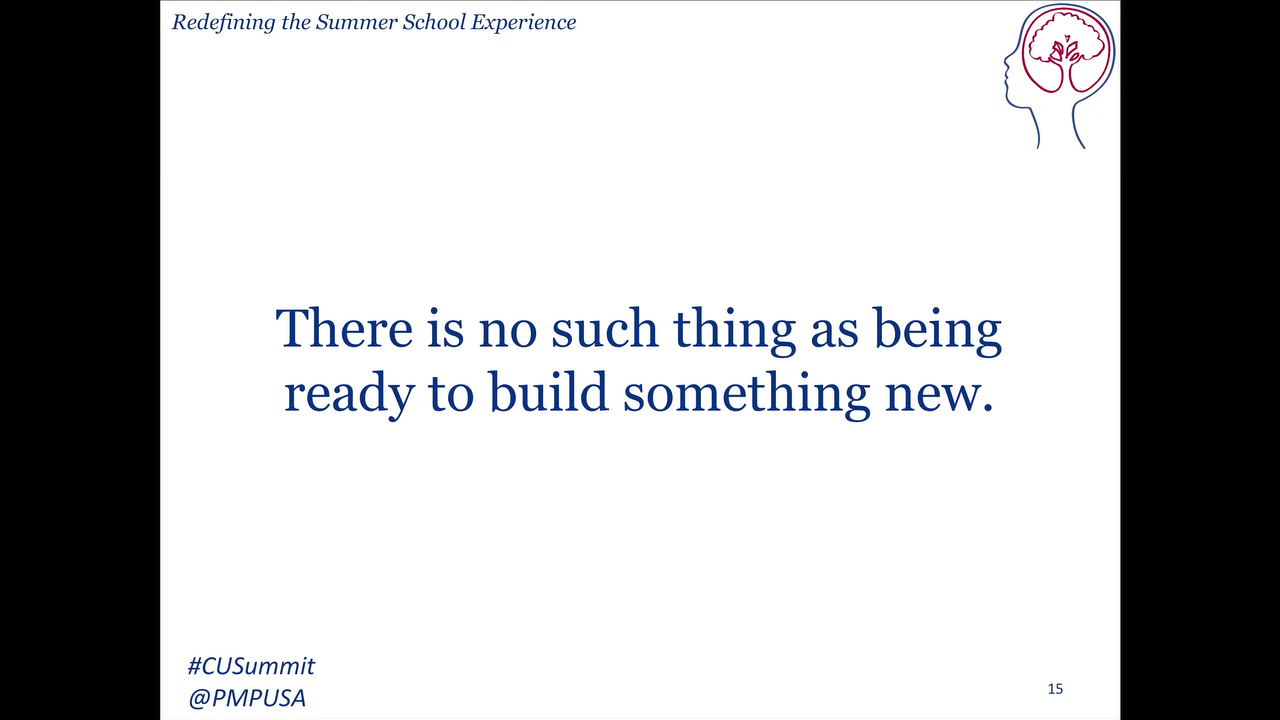 Redefining the Summer School Experience
There is no such thing as being
ready to build something new.
#CUSummit
@PMPUSA
15